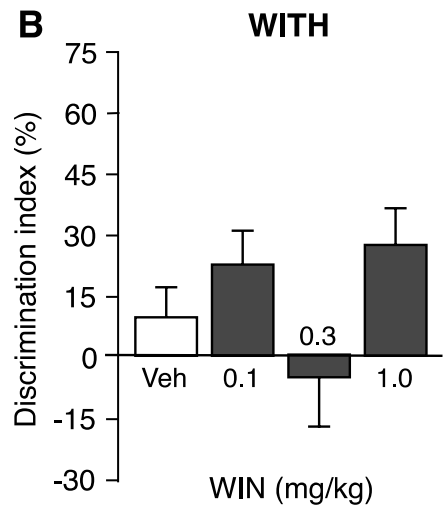 B
WITH
Discrimination index (%)
75
60
45
30
15
0
-15
-30
Veh
0.1
0.3
1.0
WIN (mg/kg)